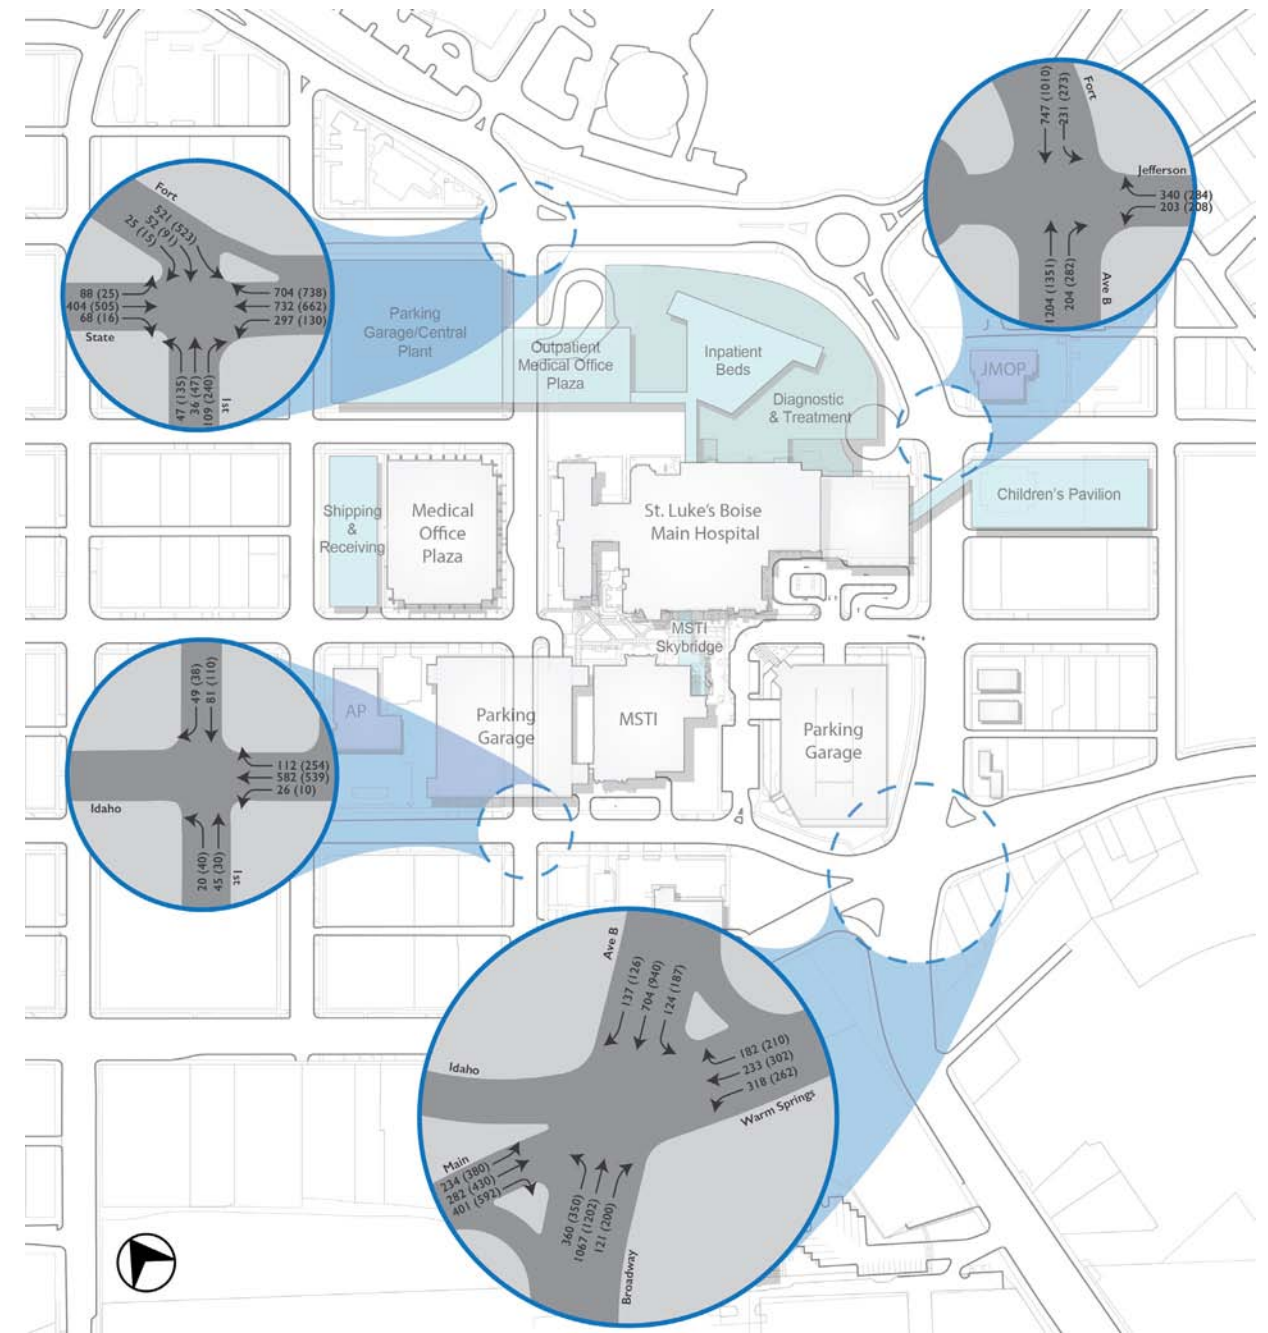 Fort
747 (1010)
231 (273)
Jefferson
340 (284)
203 (208)
1204 (1351)
204 (282)
Ave B
Fort
521 (523)
52 (91)
25 (15)
88 (25)
404 (505)
68 (16)
State
704 (738)
732 (662)
297 (130)
47 (135)
36 (47)
109 (240)
1st
Parking
Garage/Central
Plant
Outpatient
Medical Office
Plaza
Inpatient
Beds
Diagnostic
& Treatment
J
JMOP
Shipping
&
Receiving
Medical
Office
Plaza
St. Luke's Boise
Main Hospital
Children's Pavilion
MSTI
Skybridge
AP
Parking
Garage
MSTI
Parking
Garage
49 (38)
81 (110)
112 (254)
582 (539)
26 (10)
Idaho
20 (40)
45 (30)
1st
Ave B
137 (126)
704 (940)
124 (187)
182 (210)
233 (302)
318 (262)
Idaho
Warm Springs
Main
234 (380)
282 (430)
401 (592)
360 (350)
1067 (1202)
121 (200)
Broadway